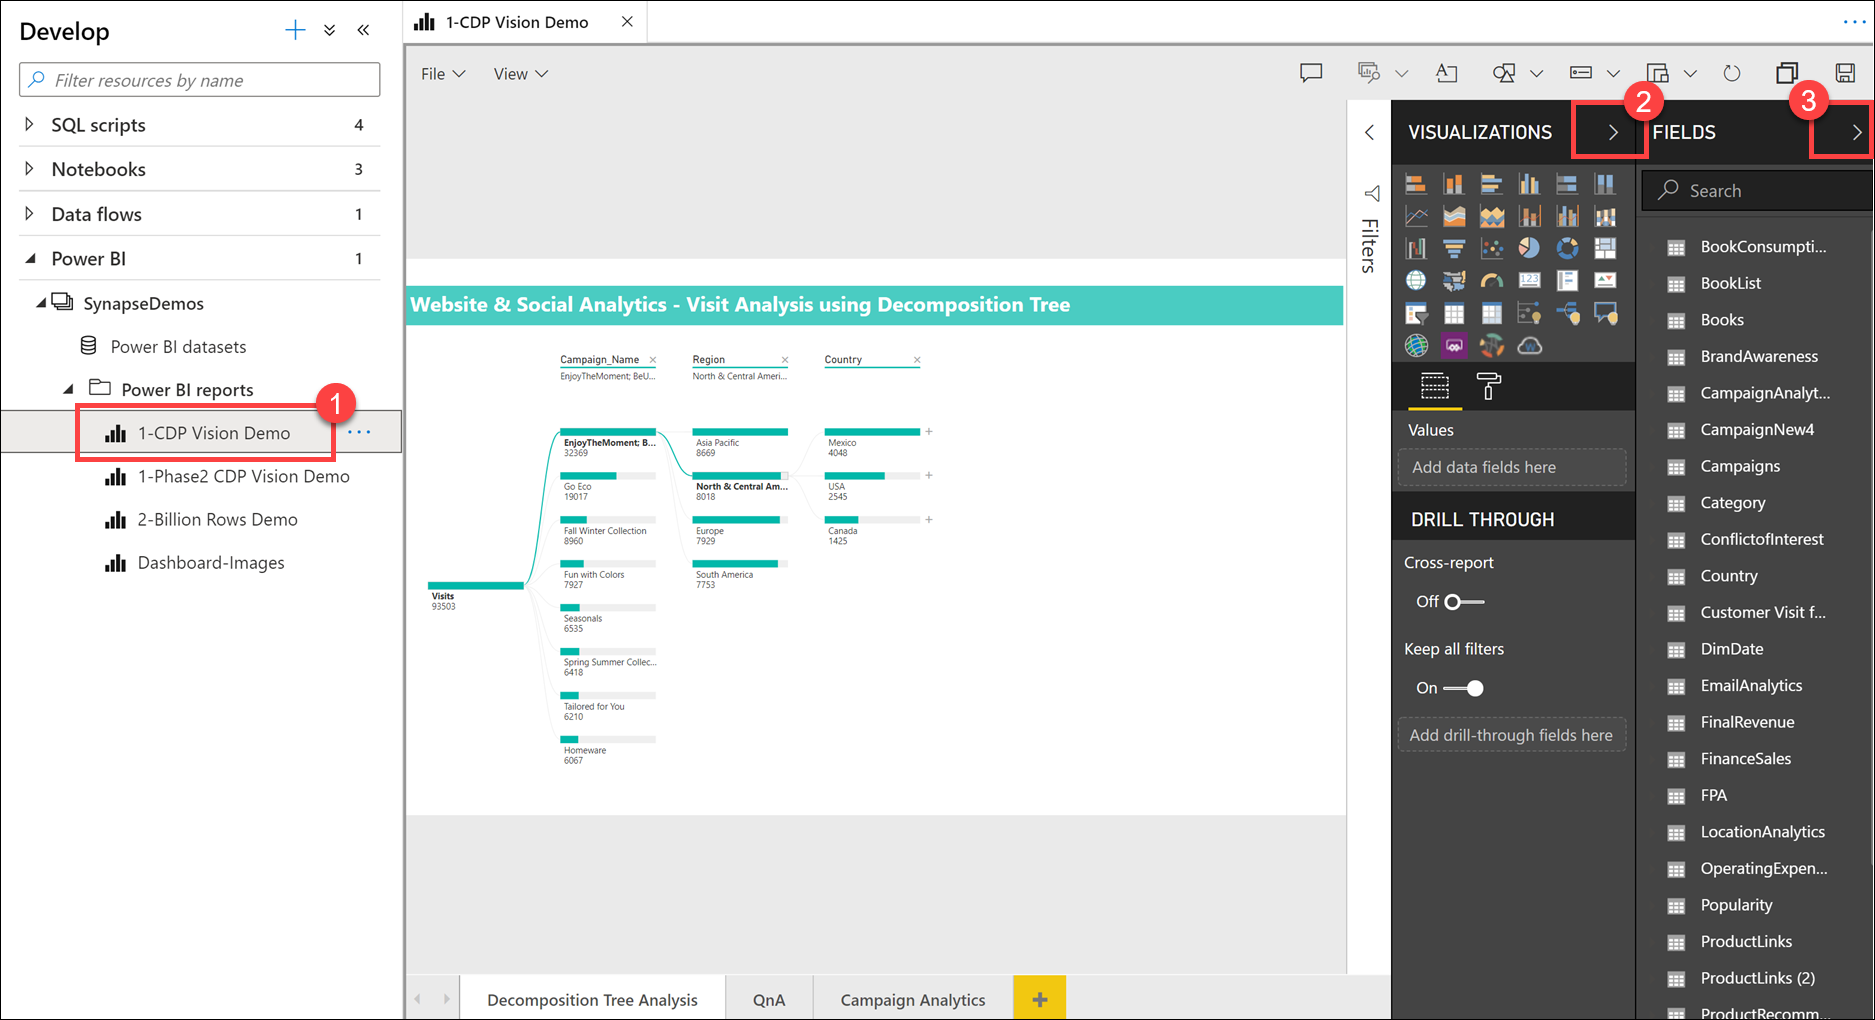 Develop
Filter resources by name
SQL scripts 4
Notebooks 3
Data flows 1
Power BI 1
SynapseDemos
Power BI datasets
Power BI reports
1
1-CDP Vision Demo ...
1-Phase2 CDP Vision Demo
2-Billion Rows Demo
Dashboard-Images
1-CDP Vision Demo
File View
Website & Social Analytics - Visit Analysis using Decomposition Tree
Campaign_Name
EnjoyTheMoment; BeU...
Region
North & Central Ameri...
Country
Visits
93503
EnjoyTheMoment; B...
32369
Go Eco
19017
Fall Winter Collection
8960
Fun with Colors
7927
Seasonals
6535
Spring Summer Collec...
6418
Tailored for You
6210
Homeware
6067
Asia Pacific
8669
North & Central Am...
8018
Europe
7929
South America
7753
Mexico
4048
USA
2545
Canada
1425
Decomposition Tree Analysis
QnA
Campaign Analytics
+
Filters
VISUALIZATIONS
2
123
Values
Add data fields here
DRILL THROUGH
Cross-report
Off
Keep all filters
On
Add drill-through fields here
FIELDS
3
Search
BookConsumpti...
BookList
Books
BrandAwareness
CampaignAnalyt...
CampaignNew4
Campaigns
Category
ConflictofInterest
Country
Customer Visit f...
DimDate
EmailAnalytics
FinalRevenue
FinanceSales
FPA
LocationAnalytics
OperatingExpen...
Popularity
ProductLinks
ProductLinks (2)
ProductRecomm...